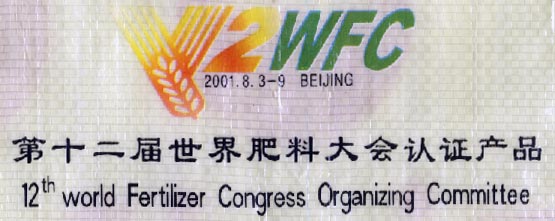 12WFC
2001.8.3-9 BEIJING
第十二届世界肥料大会认证产品
12th world Fertilizer Congress Organizing Committee